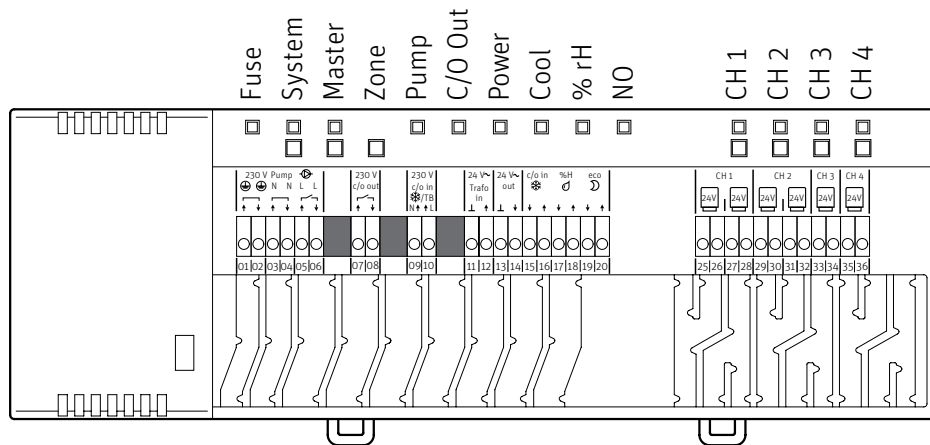 Fuse System Master Zone Pump C/O Out Power Cool % rH NO CH 1 CH 2 CH 3 CH 4
230 V Pump 230 V 230 V 24 V~ 24 V~ c/o in %H eco CH 1 CH 2 CH 3 CH 4
N N L L c/o out c/o in Trafo out
/TB in 24V 24V 24V 24V 24V 24V
N L
01 02 03 04 05 06 07 08 09 10 11 12 13 14 15 16 17 18 19 20 25 26 27 28 29 30 31 32 33 34 35 36